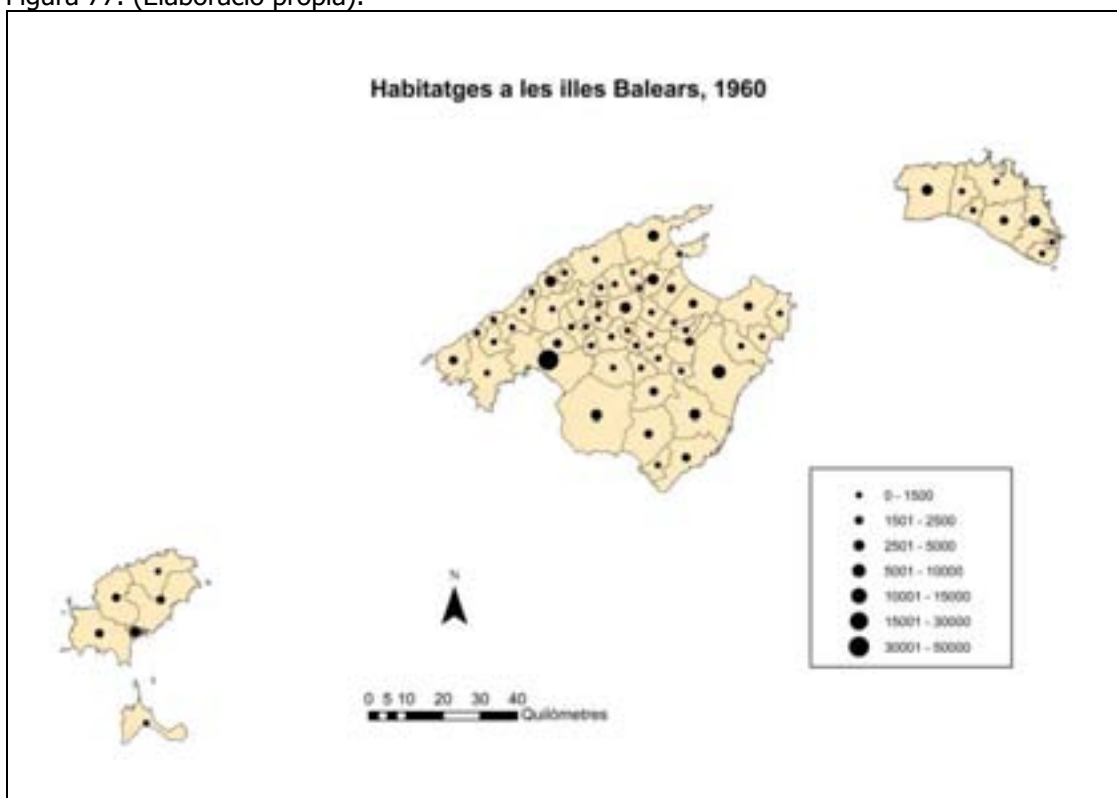 Figura 77. (Elaboració pròpia).
Habitatges a les illes Balears, 1960
0 - 1500
1501 - 2500
2501 - 5000
5001 - 10000
10001 - 15000
15001 - 30000
30001 - 50000
N
0 5 10 20 30 40
Quilòmetres